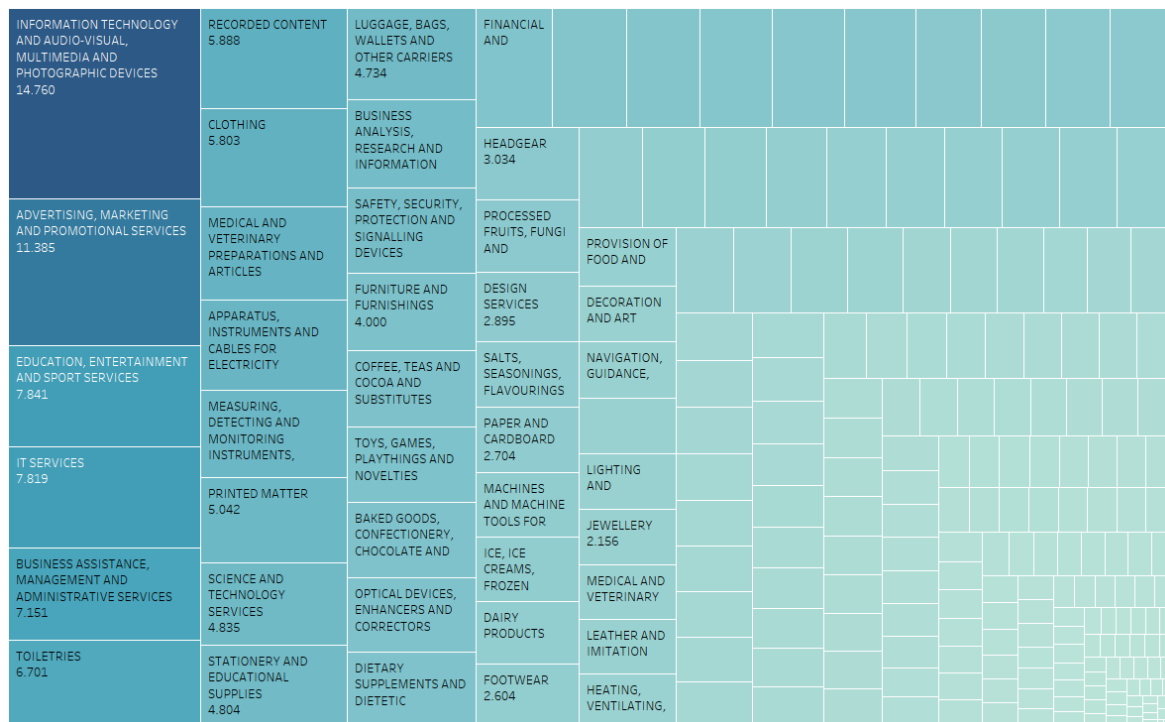 INFORMATION TECHNOLOGY
AND AUDIO-VISUAL,
MULTIMEDIA AND
PHOTOGRAPHIC DEVICES
14.760
ADVERTISING, MARKETING
AND PROMOTIONAL SERVICES
11.385
EDUCATION, ENTERTAINMENT
AND SPORT SERVICES
7.841
IT SERVICES
7.819
BUSINESS ASSISTANCE,
MANAGEMENT AND
ADMINISTRATIVE SERVICES
7.151
TOILETRIES
6.701
RECORDED CONTENT
5.888
CLOTHING
5.803
MEDICAL AND
VETERINARY
PREPARATIONS AND
ARTICLES
APPARATUS,
INSTRUMENTS AND
CABLES FOR
ELECTRICITY
MEASURING,
DETECTING AND
MONITORING
INSTRUMENTS,
PRINTED MATTER
5.042
SCIENCE AND
TECHNOLOGY
SERVICES
4.835
STATIONERY AND
EDUCATIONAL
SUPPLIES
4.804
LUGGAGE, BAGS,
WALLETS AND
OTHER CARRIERS
4.734
BUSINESS
ANALYSIS,
RESEARCH AND
INFORMATION
SAFETY, SECURITY,
PROTECTION AND
SIGNALLING
DEVICES
FURNITURE AND
FURNISHINGS
4.000
COFFEE, TEAS AND
COCOA AND
SUBSTITUTES
TOYS, GAMES,
PLAYTHINGS AND
NOVELTIES
BAKED GOODS,
CONFECTIONERY,
CHOCOLATE AND
OPTICAL DEVICES,
ENHANCERS AND
CORRECTORS
DIETARY
SUPPLEMENTS AND
DIETETIC
FINANCIAL
AND
HEADGEAR
3.034
PROCESSED
FRUITS, FUNGI
AND
DESIGN
SERVICES
2.895
SALTS,
SEASONINGS,
FLAVOURINGS
PAPER AND
CARDBOARD
2.704
MACHINES
AND MACHINE
TOOLS FOR
ICE, ICE
CREAMS,
FROZEN
DAIRY
PRODUCTS
FOOTWEAR
2.604
PROVISION OF
FOOD AND
DECORATION
AND ART
NAVIGATION,
GUIDANCE,
LIGHTING
AND
JEWELLERY
2.156
MEDICAL AND
VETERINARY
LEATHER AND
IMITATION
HEATING,
VENTILATING,